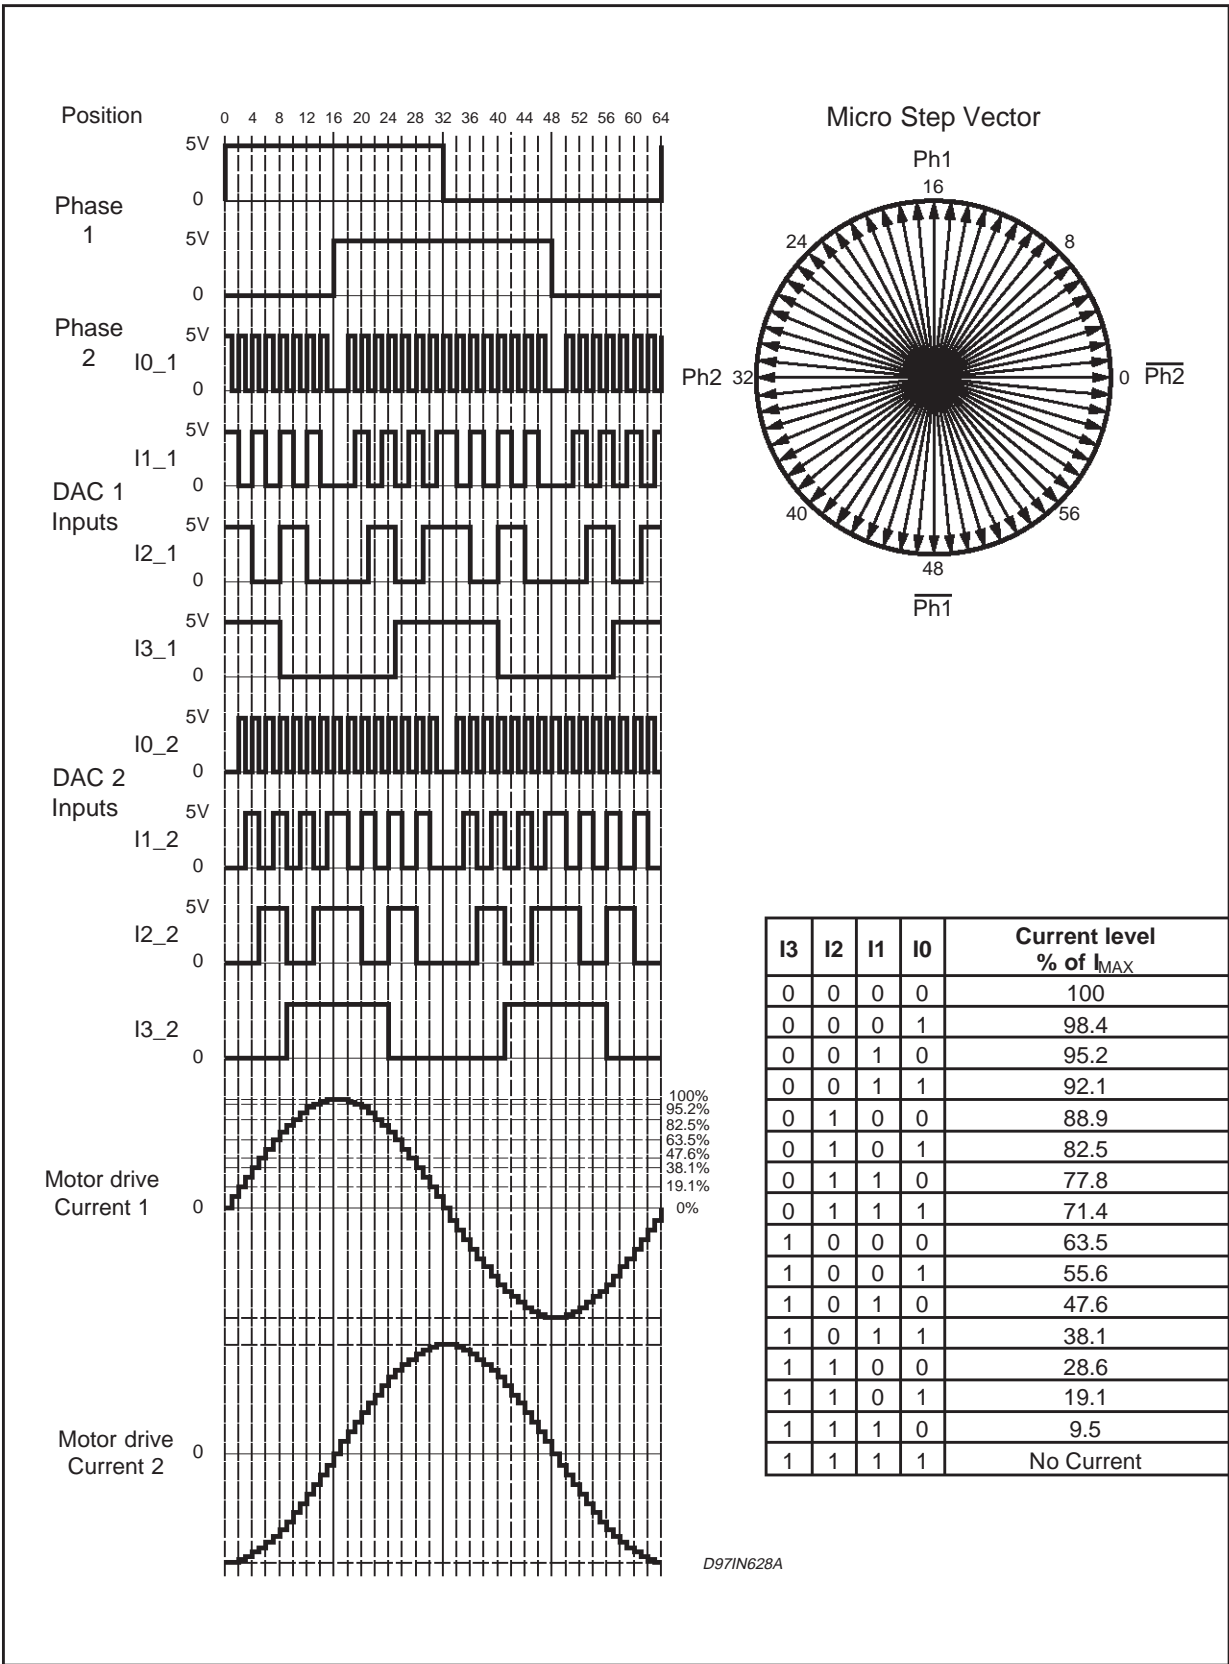 Position
0 4 8 12 16 20 24 28 32 36 40 44 48 52 56 60 64
5V
0
Phase
1
5V
0
Phase
2
I0_1
5V
0
I1_1
5V
0
DAC 1
Inputs
I2_1
5V
0
I3_1
5V
0
I0_2
5V
0
DAC 2
Inputs
I1_2
5V
0
I2_2
5V
0
I3_2
0
Motor drive
Current 1
0
100%
95.2%
82.5%
63.5%
47.6%
38.1%
19.1%
0%
Motor drive
Current 2
0
D97IN628A
Micro Step Vector
Ph1
16
24
8
Ph2 32
0 Ph2
40
56
48
Ph1
I3 I2 I1 I0 Current level
% of IMAX
0 0 0 0 100
0 0 0 1 98.4
0 0 1 0 95.2
0 0 1 1 92.1
0 1 0 0 88.9
0 1 0 1 82.5
0 1 1 0 77.8
0 1 1 1 71.4
1 0 0 0 63.5
1 0 0 1 55.6
1 0 1 0 47.6
1 0 1 1 38.1
1 1 0 0 28.6
1 1 0 1 19.1
1 1 1 0 9.5
1 1 1 1 No Current